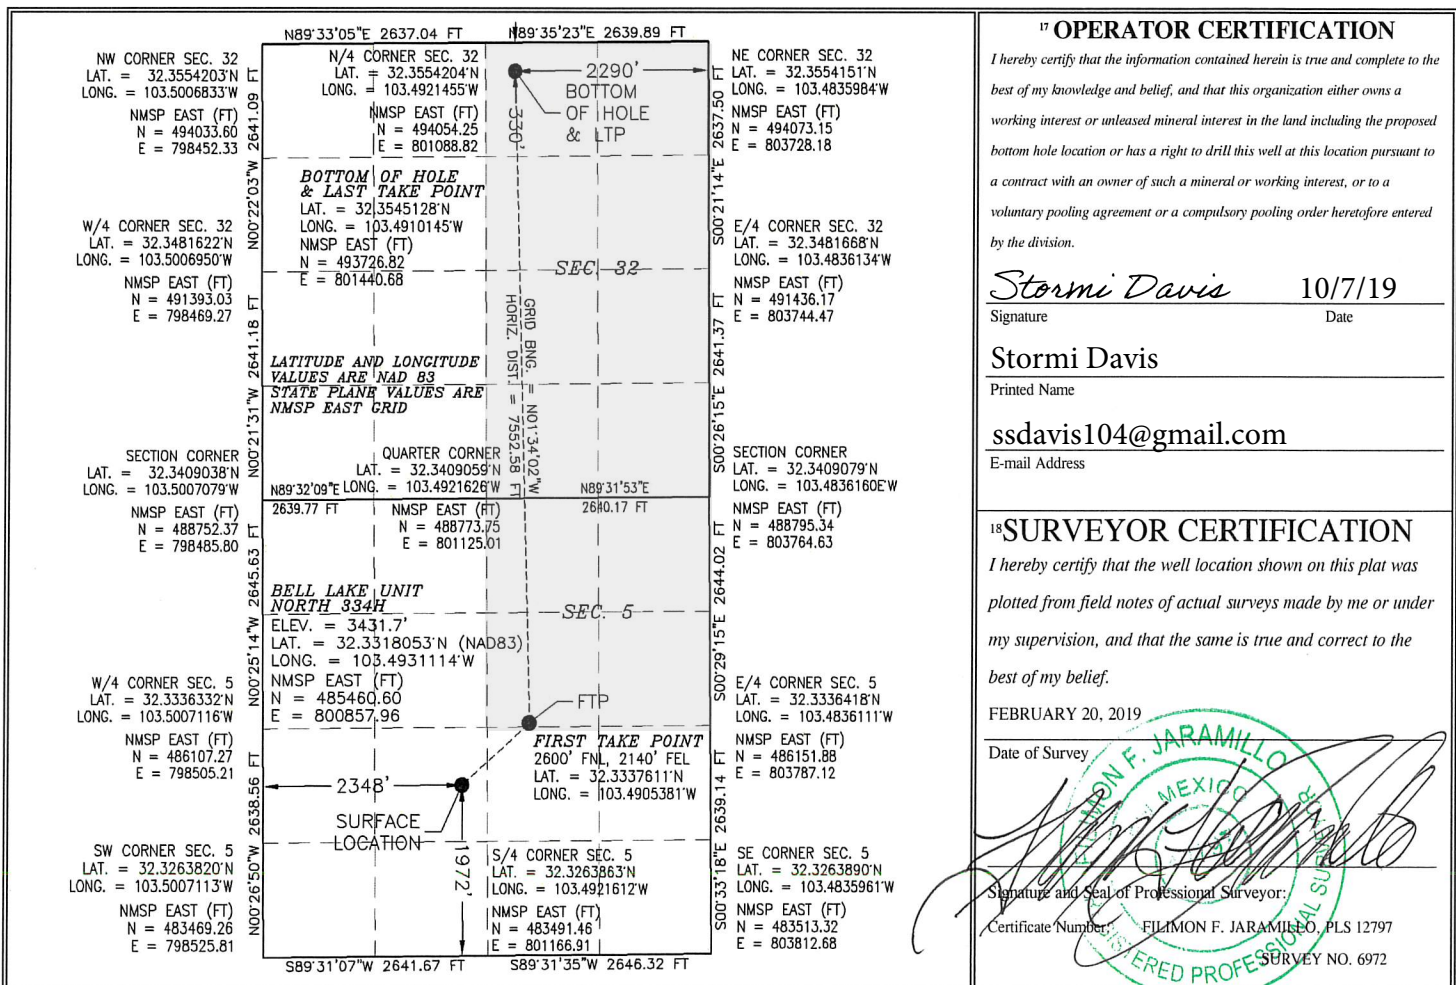 N89°33'05"E 2637.04 FT
N89°35'23"E 2639.89 FT
NW CORNER SEC. 32
LAT. = 32.3554203°N
LONG. = 103.5006833°W
NMSP EAST (FT)
N = 494033.60
E = 798452.33
N/4 CORNER SEC. 32
LAT. = 32.3554204°N
LONG. = 103.4921455°W
NMSP EAST (FT)
N = 494054.25
E = 801088.82
2290'
BOTTOM
OF HOLE
& LTP
330'
NE CORNER SEC. 32
LAT. = 32.3554151°N
LONG. = 103.4835984°W
NMSP EAST (FT)
N = 494073.15
E = 803728.18
N00°22'03"W 2641.09 FT
S00°21'14"E 2637.50 FT
BOTTOM OF HOLE
& LAST TAKE POINT
LAT. = 32.3545128°N
LONG. = 103.4910145°W
NMSP EAST (FT)
N = 493726.82
E = 801440.68
W/4 CORNER SEC. 32
LAT. = 32.3481622°N
LONG. = 103.5006950°W
NMSP EAST (FT)
N = 491393.03
E = 798469.27
SEC. 32
E/4 CORNER SEC. 32
LAT. = 32.3481668°N
LONG. = 103.4836134°W
NMSP EAST (FT)
N = 491436.17
E = 803744.47
GRID BNG. = N01°34'02"W
HORIZ. DIST. = 7552.58 FT
N00°21'31"W 2641.18 FT
S00°26'15"E 2641.37 FT
LATITUDE AND LONGITUDE
VALUES ARE NAD 83
STATE PLANE VALUES ARE
NMSP EAST GRID
SECTION CORNER
LAT. = 32.3409038°N
LONG. = 103.5007079°W
NMSP EAST (FT)
N = 488752.37
E = 798485.80
QUARTER CORNER
LAT. = 32.3409059°N
LONG. = 103.4921626°W
NMSP EAST (FT)
N = 488773.75
E = 801125.01
N89°32'09"E
2639.77 FT
N89°31'53"E
2640.17 FT
SECTION CORNER
LAT. = 32.3409079°N
LONG. = 103.4836160E°W
NMSP EAST (FT)
N = 488795.34
E = 803764.63
N00°25'14"W 2645.63 FT
S00°29'15"E 2644.02 FT
BELL LAKE UNIT
NORTH 334H
ELEV. = 3431.7'
LAT. = 32.3318053°N (NAD83)
LONG. = 103.4931114°W
NMSP EAST (FT)
N = 485460.60
E = 800857.96
SEC. 5
W/4 CORNER SEC. 5
LAT. = 32.3336332°N
LONG. = 103.5007116°W
NMSP EAST (FT)
N = 486107.27
E = 798505.21
FTP
FIRST TAKE POINT
2600' FNL, 2140' FEL
LAT. = 32.3337611°N
LONG. = 103.4905381°W
E/4 CORNER SEC. 5
LAT. = 32.3336418°N
LONG. = 103.4836111°W
NMSP EAST (FT)
N = 486151.88
E = 803787.12
2348'
SURFACE
LOCATION
1972'
N00°26'50"W 2638.56 FT
S00°33'18"E 2639.14 FT
SW CORNER SEC. 5
LAT. = 32.3263820°N
LONG. = 103.5007113°W
NMSP EAST (FT)
N = 483469.26
E = 798525.81
S/4 CORNER SEC. 5
LAT. = 32.3263863°N
LONG. = 103.4921612°W
NMSP EAST (FT)
N = 483491.46
E = 801166.91
SE CORNER SEC. 5
LAT. = 32.3263890°N
LONG. = 103.4835961°W
NMSP EAST (FT)
N = 483513.32
E = 803812.68
S89°31'07"W 2641.67 FT
S89°31'35"W 2646.32 FT
17 OPERATOR CERTIFICATION
I hereby certify that the information contained herein is true and complete to the
best of my knowledge and belief, and that this organization either owns a
working interest or unleased mineral interest in the land including the proposed
bottom hole location or has a right to drill this well at this location pursuant to
a contract with an owner of such a mineral or working interest, or to a
voluntary pooling agreement or a compulsory pooling order heretofore entered
by the division.
Stormi Davis 10/7/19
Signature Date
Stormi Davis
Printed Name
ssdavis104@gmail.com
E-mail Address
18 SURVEYOR CERTIFICATION
I hereby certify that the well location shown on this plat was
plotted from field notes of actual surveys made by me or under
my supervision, and that the same is true and correct to the
best of my belief.
FEBRUARY 20, 2019
Date of Survey
FILIMON F. JARAMILLO
MEXICO
PROFESSIONAL SURVEYOR
Signature and Seal of Professional Surveyor:
Certificate Number: FILIMON F. JARAMILLO, PLS 12797
SURVEY NO. 6972